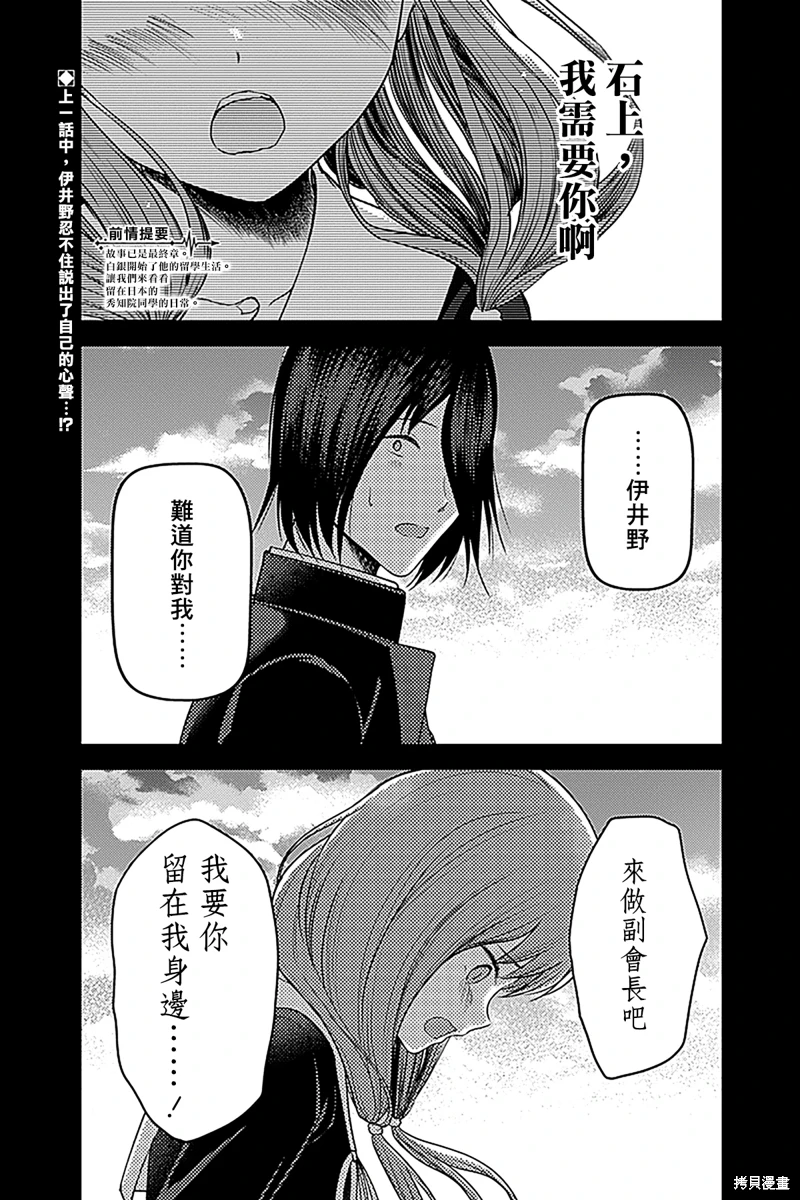 石上，
我需要你啊
◆上一話中，伊井野忍不住説出了自己的心聲…!?
前情提要
故事已是最終章。
白銀開始了他的留學生活。
讓我們來看看
留在日本的
秀知院同學的日常。
……伊井野
難道你對我……
來做副會長吧
我要你
留在我身邊……！
拷貝漫畫